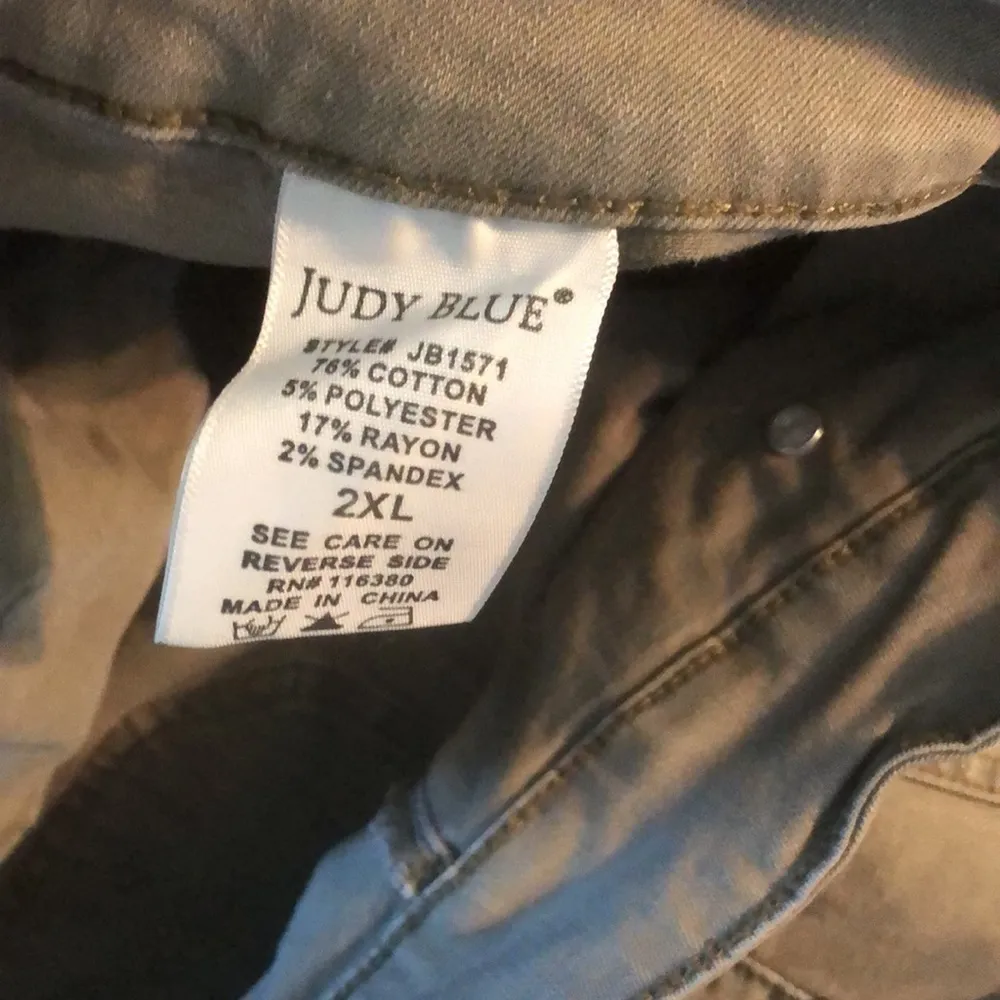 JUDY BLUE®
STYLE# JB1571
76% COTTON
5% POLYESTER
17% RAYON
2% SPANDEX
2XL
SEE CARE ON
REVERSE SIDE
RN# 116380
MADE IN CHINA